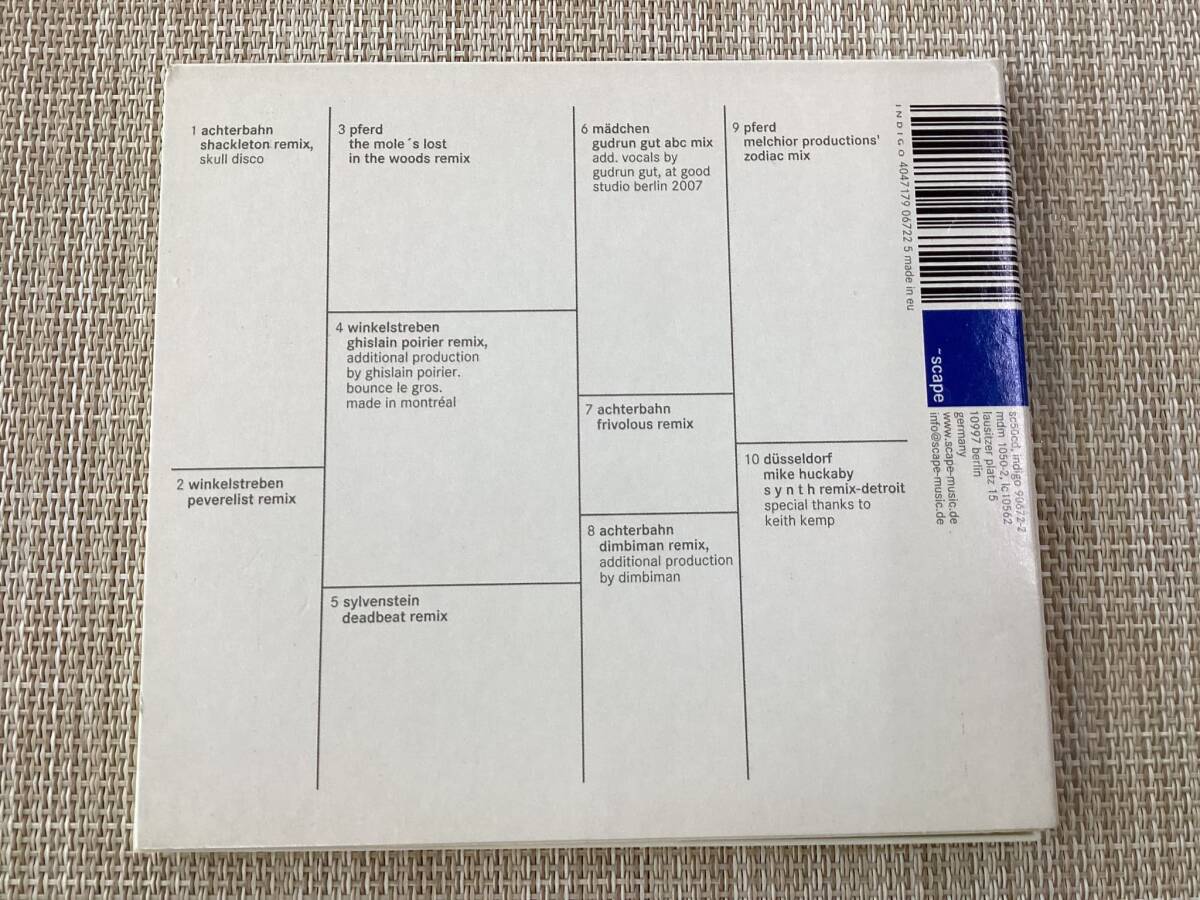 1 achterbahn
shackleton remix,
skull disco
2 winkelstreben
peverelist remix
3 pferd
the mole´s lost
in the woods remix
4 winkelstreben
ghislain poirier remix,
additional production
by ghislain poirier.
bounce le gros.
made in montréal
5 sylvenstein
deadbeat remix
6 mädchen
gudrun gut abc mix
add. vocals by
gudrun gut, at good
studio berlin 2007
7 achterbahn
frivolous remix
8 achterbahn
dimbiman remix,
additional production
by dimbiman
9 pferd
melchior productions'
zodiac mix
10 düsseldorf
mike huckaby
s y n t h remix-detroit
special thanks to
keith kemp
INDIGO 4047179 06722 5 made in eu
~scape
sc50cd, indigo 90672-2
mdm 1050-2, lc10562
lausitzer platz 15
10997 berlin
germany
www.scape-music.de
info@scape-music.de